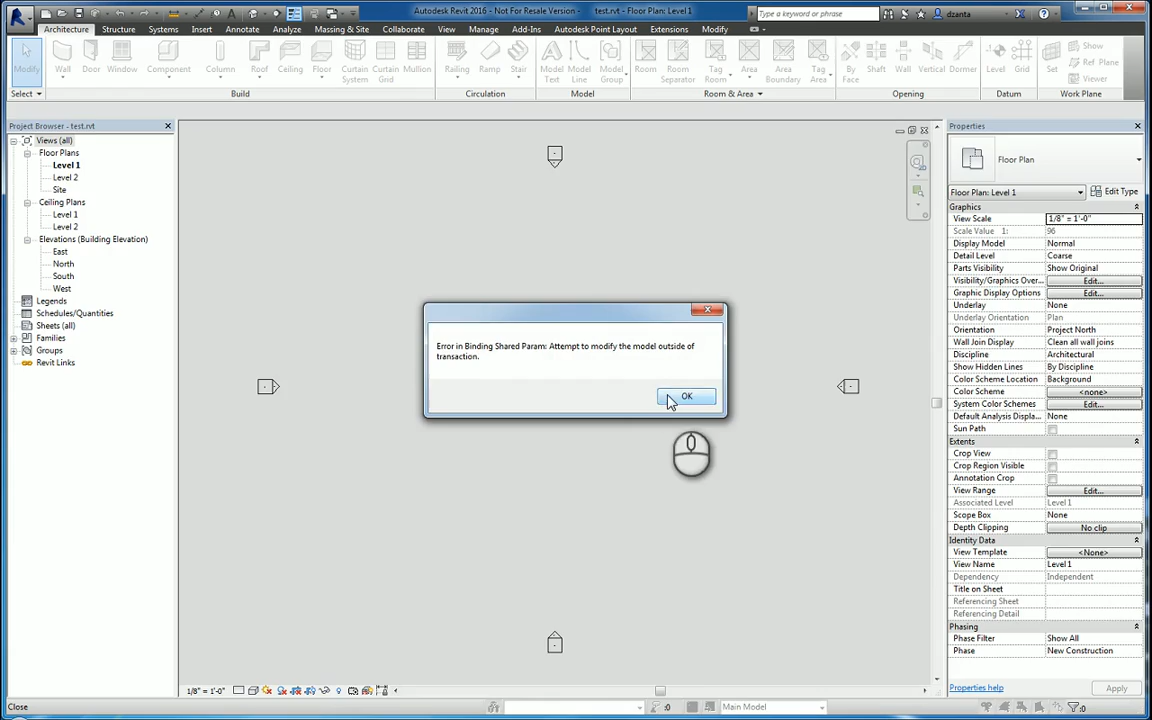 Autodesk Revit 2016 - Not For Resale Version - test.rvt - Floor Plan: Level 1
Type a keyword or phrase
dzanta
Architecture Structure Systems Insert Annotate Analyze Massing & Site Collaborate View Manage Add-Ins Autodesk Point Layout Extensions Modify
Modify Wall Door Window Component Column Roof Ceiling Floor Curtain System Curtain Grid Mullion Railing Ramp Stair Model Text Model Line Model Group Room Room Separator Tag Room Area Area Boundary Tag Area By Face Shaft Wall Vertical Dormer Level Grid Set Show
Ref Plane
Viewer
Select Build Circulation Model Room & Area Opening Datum Work Plane
Project Browser - test.rvt
Views (all)
Floor Plans
Level 1
Level 2
Site
Ceiling Plans
Level 1
Level 2
Elevations (Building Elevation)
East
North
South
West
Legends
Schedules/Quantities
Sheets (all)
Families
Groups
Revit Links
Error in Binding Shared Param: Attempt to modify the model outside of
transaction.
OK
Properties
Floor Plan
Floor Plan: Level 1 Edit Type
Graphics
View Scale 1/8" = 1'-0"
Scale Value 1: 96
Display Model Normal
Detail Level Coarse
Parts Visibility Show Original
Visibility/Graphics Over... Edit...
Graphic Display Options Edit...
Underlay None
Underlay Orientation Plan
Orientation Project North
Wall Join Display Clean all wall joins
Discipline Architectural
Show Hidden Lines By Discipline
Color Scheme Location Background
Color Scheme <none>
System Color Schemes Edit...
Default Analysis Displa... None
Sun Path
Extents
Crop View
Crop Region Visible
Annotation Crop
View Range Edit...
Associated Level Level 1
Scope Box None
Depth Clipping No clip
Identity Data
View Template <None>
View Name Level 1
Dependency Independent
Title on Sheet
Referencing Sheet
Referencing Detail
Phasing
Phase Filter Show All
Phase New Construction
Properties help Apply
1/8" = 1'-0"
Close :0 Main Model :0